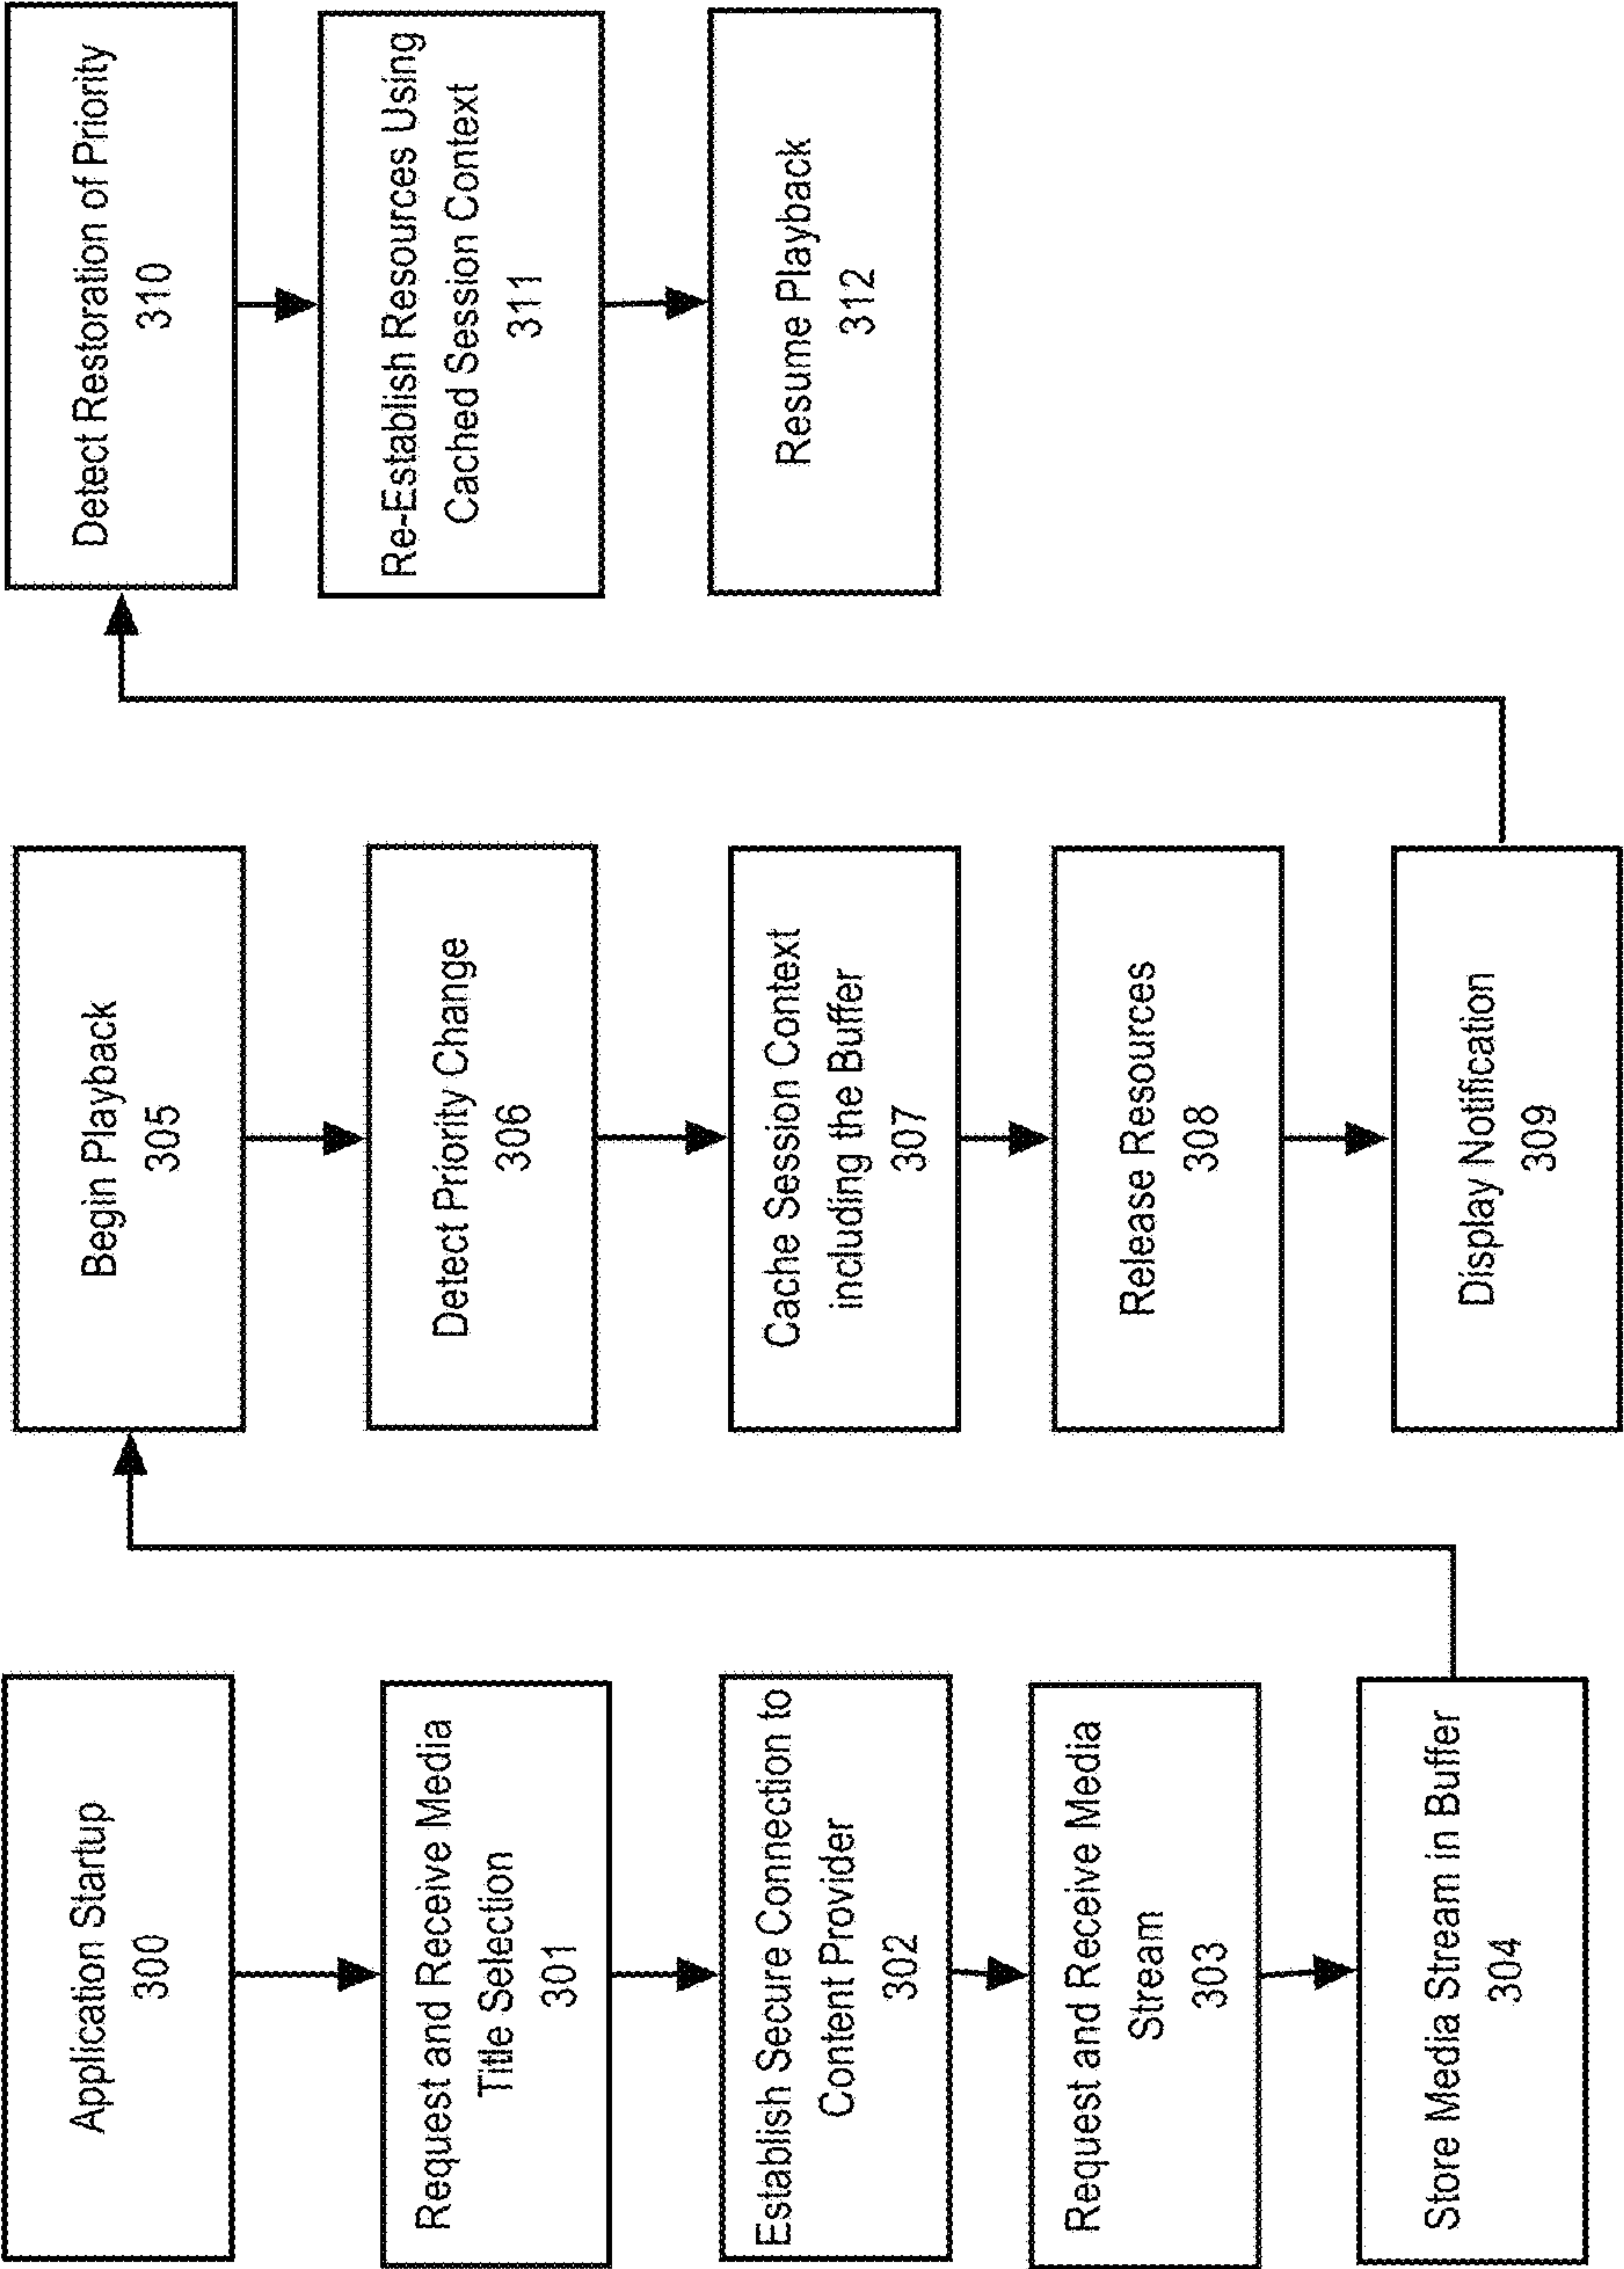 Application Startup
300
Request and Receive Media
Title Selection
301
Establish Secure Connection to
Content Provider
302
Request and Receive Media
Stream
303
Store Media Stream in Buffer
304
Begin Playback
305
Detect Priority Change
306
Cache Session Context
including the Buffer
307
Release Resources
308
Display Notification
309
Detect Restoration of Priority
310
Re-Establish Resources Using
Cached Session Context
311
Resume Playback
312